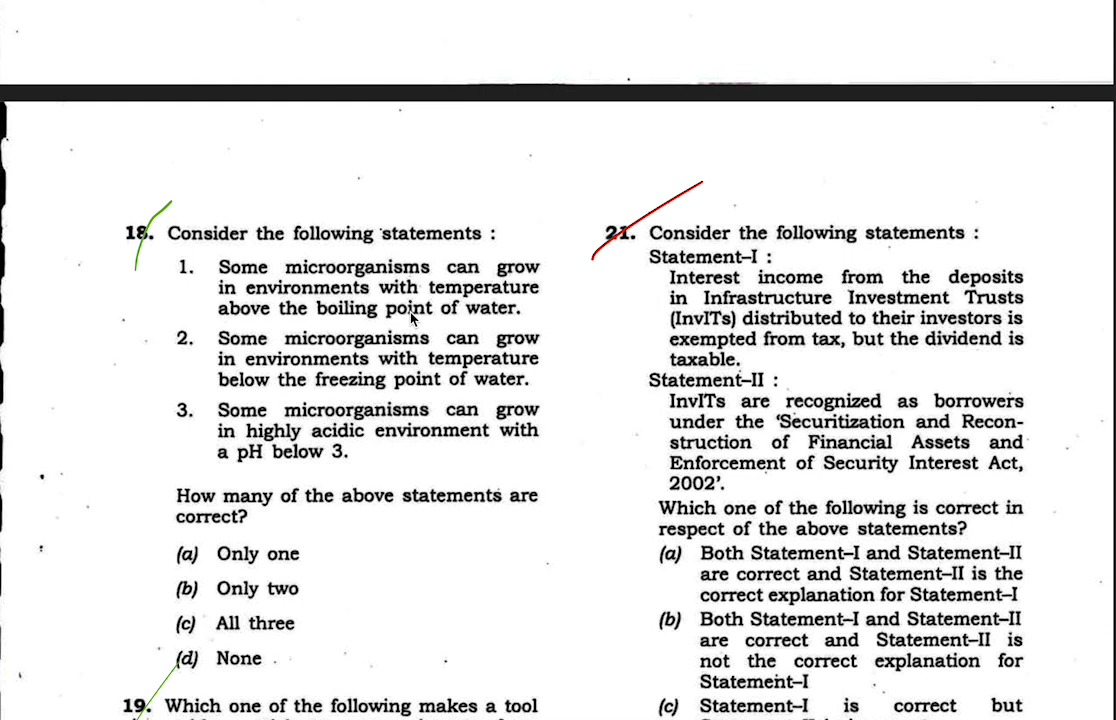 18. Consider the following statements :
1. Some microorganisms can grow
in environments with temperature
above the boiling point of water.
2. Some microorganisms can grow
in environments with temperature
below the freezing point of water.
3. Some microorganisms can grow
in highly acidic environment with
a pH below 3.
How many of the above statements are
correct?
(a) Only one
(b) Only two
(c) All three
(d) None
19. Which one of the following makes a tool
21. Consider the following statements :
Statement–I :
Interest income from the deposits
in Infrastructure Investment Trusts
(InvITs) distributed to their investors is
exempted from tax, but the dividend is
taxable.
Statement–II :
InvITs are recognized as borrowers
under the ‘Securitization and Recon-
struction of Financial Assets and
Enforcement of Security Interest Act,
2002’.
Which one of the following is correct in
respect of the above statements?
(a) Both Statement–I and Statement–II
are correct and Statement–II is the
correct explanation for Statement–I
(b) Both Statement–I and Statement–II
are correct and Statement–II is
not the correct explanation for
Statement–I
(c) Statement–I is correct but